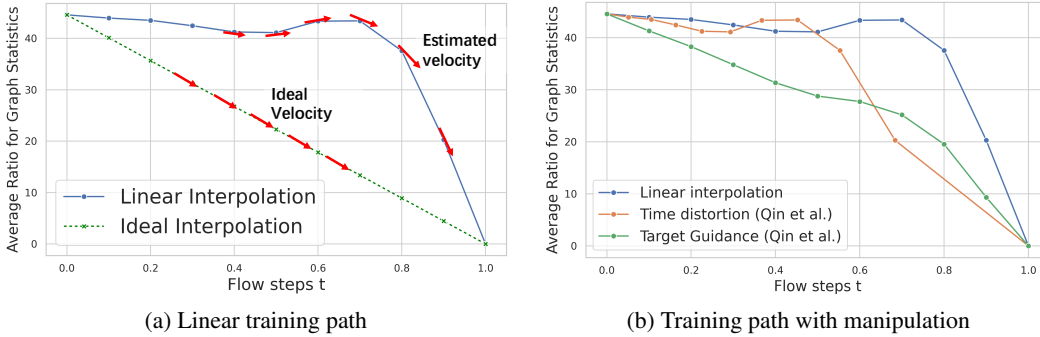 Average Ratio for Graph Statistics
40
30
20
10
0
Estimated
velocity
Ideal
Velocity
Linear Interpolation
Ideal Interpolation
0.0 0.2 0.4 0.6 0.8 1.0
Flow steps t
(a) Linear training path
Average Ratio for Graph Statistics
40
30
20
10
0
Linear interpolation
Time distortion (Qin et al.)
Target Guidance (Qin et al.)
0.0 0.2 0.4 0.6 0.8 1.0
Flow steps t
(b) Training path with manipulation